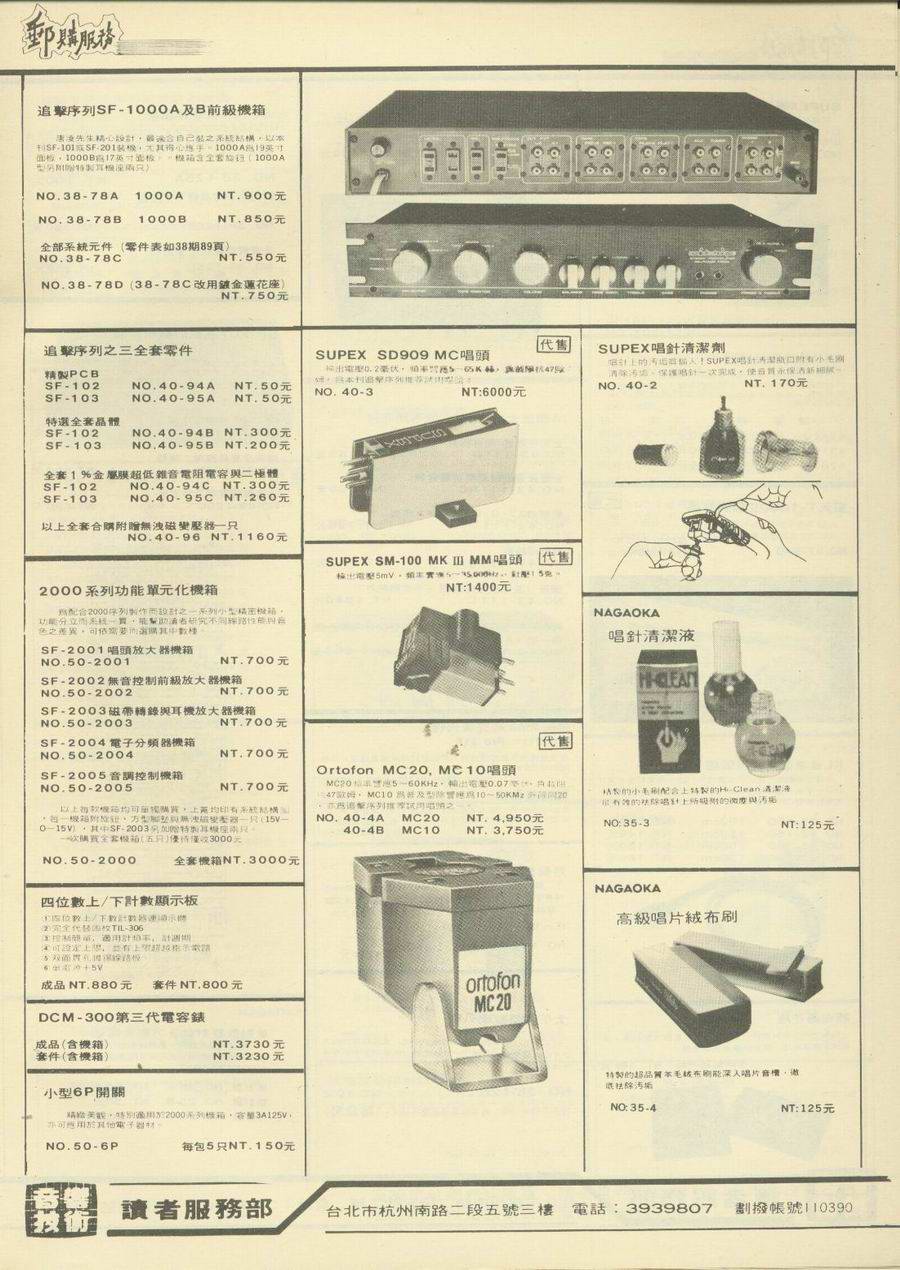 郵購服務
追擊序列SF-1000A及B前級機箱
唐凌先生精心設計，最適合自己裝之系統結構，以本
刊SF-101或SF-201裝機，尤其得心應手。1000A爲19英寸
面板，1000B爲17英寸面板。機箱含全套旋鈕（1000A
型另附贈特製耳機座兩只）
NO.38-78A 1000A NT.900元
NO.38-78B 1000B NT.850元
全部系統元件（零件表如38期89頁）
NO.38-78C NT.550元
NO.38-78D（38-78C改用鍍金蓮花座）
NT.750元
追擊序列之三全套零件
精製PCB
SF-102 NO.40-94A NT.50元
SF-103 NO.40-95A NT.50元
特選全套晶體
SF-102 NO.40-94B NT.300元
SF-103 NO.40-95B NT.200元
全套1％金屬膜超低雜音電阻電容與二極體
SF-102 NO.40-94C NT.300元
SF-103 NO.40-95C NT.260元
以上全套合購附贈無洩磁變壓器一只
NO.40-96 NT.1160元
2000系列功能單元化機箱
爲配合2000序列製作而設計之一系列小型精密機箱，
功能分立而系統一貫，能幫助讀者研究不同線路性能與音
色之差異，可依需要而選購其中數種。
SF-2001唱頭放大器機箱
NO.50-2001 NT.700元
SF-2002無音控制前級放大器機箱
NO.50-2002 NT.700元
SF-2003磁帶轉錄與耳機放大器機箱
NO.50-2003 NT.700元
SF-2004電子分頻器機箱
NO.50-2004 NT.700元
SF-2005音調控制機箱
NO.50-2005 NT.700元
以上每款機箱均可單獨購買，上蓋均印有系統結構
，每一機箱附旋鈕，方型腳墊與無洩磁變壓器一只（15V—
0—15V），其中SF-2003另加贈特製耳機座兩只。
一次購買全套機箱（五只）優待僅收3000元
NO.50-2000 全套機箱NT.3000元
四位數上/下計數顯示板
①四位數上/下數計數器連顯示體
②完全代替四枚TIL-306
③控制簡單，適用計頻率，計週期
④可設定上限，並有上限超越指示電路
⑤双面貫孔鍍錫線路板
⑥單電源+5V
成品NT.880元 套件NT.800元
DCM-300第三代電容錶
成品(含機箱) NT.3730元
套件(含機箱) NT.3230元
小型6P開關
精緻美觀，特別適用於2000系列機箱，容量3A125V，
亦可應用於其他電子器材。
NO.50-6P 每包5只NT.150元
代售
SUPEX SD909 MC唱頭
輸出電壓0.2毫伏，頻率響應5—65K赫，負載阻抗47歐
姆，爲本刊追擊序列推荐試用唱頭。
NO. 40-3 NT:6000元
代售
SUPEX SM-100 MK III MM唱頭
輸出電壓5mV，頻率響應5—35,000Hz，針壓1.5克。
NT:1400元
代售
Ortofon MC20, MC10唱頭
MC20頻率響應5～60KHz，輸出電壓0.07毫伏，負載阻
47歐姆，MC10爲普及型除響應爲10～50KMz
亦爲追擊序列推荐試用唱頭之一
NO. 40-4A MC20 NT. 4,950元
40-4B MC10 NT. 3,750元
ortofon
MC20
SUPEX唱針清潔劑
唱針上的汚垢首惱人！SUPEX唱針清潔瓶口附有小毛刷
清除汚垢，保護唱針一次完成，使音質永保清新細膩。
NO. 40-2 NT. 170元
NAGAOKA
唱針清潔液
HI-CLEAN
精製的小毛刷配合上特製的Hi-Clean清潔液
很有效的袪除唱針上所吸附的微塵與汚垢
NO:35-3 NT:125元
NAGAOKA
高級唱片絨布刷
特製的超品質羊毛絨布刷能深入唱片音槽，徹
底袪除汚垢
NO:35-4 NT:125元
音響技術
讀者服務部
台北市杭州南路二段五號三樓 電話：3939807 劃撥帳號110390